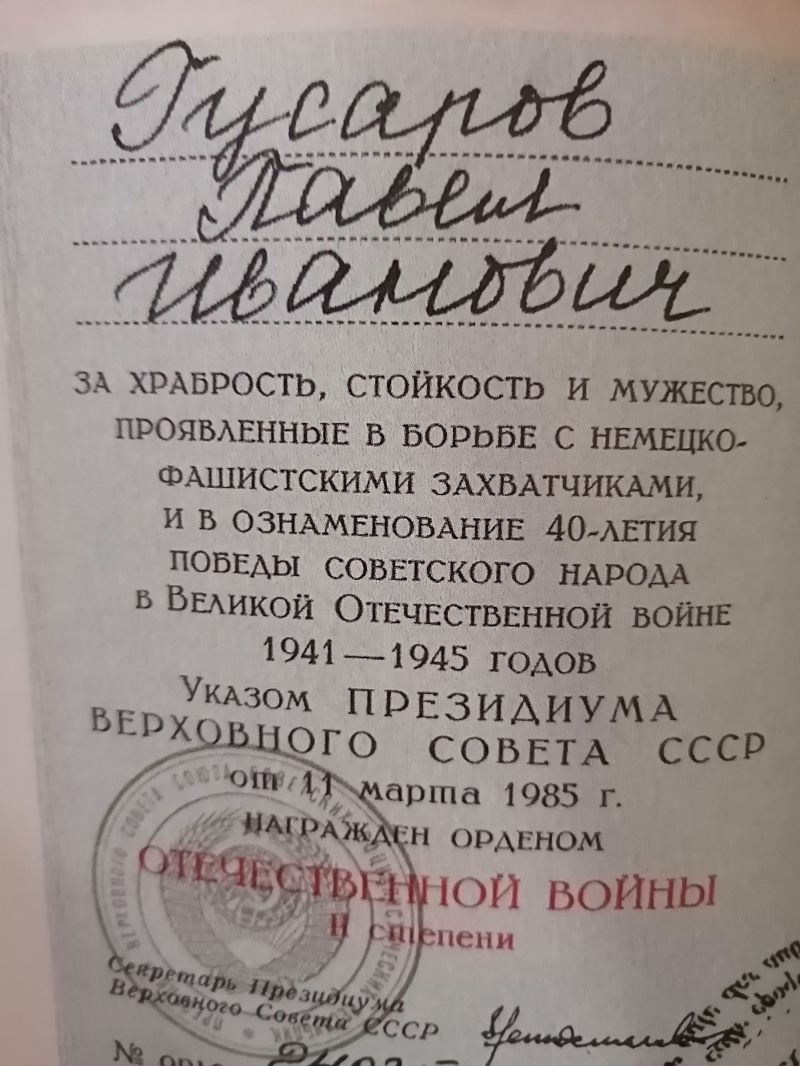 Гусаров
Павел
Иванович
ЗА ХРАБРОСТЬ, СТОЙКОСТЬ И МУЖЕСТВО,
ПРОЯВЛЕННЫЕ В БОРЬБЕ С НЕМЕЦКО-
ФАШИСТСКИМИ ЗАХВАТЧИКАМИ,
И В ОЗНАМЕНОВАНИЕ 40-ЛЕТИЯ
ПОБЕДЫ СОВЕТСКОГО НАРОДА
В ВЕЛИКОЙ ОТЕЧЕСТВЕННОЙ ВОЙНЕ
1941—1945 ГОДОВ
УКАЗОМ ПРЕЗИДИУМА
ВЕРХОВНОГО СОВЕТА СССР
от 11 марта 1985 г.
НАГРАЖДЕН ОРДЕНОМ
ОТЕЧЕСТВЕННОЙ ВОЙНЫ
II степени
Секретарь Президиума
Верховного Совета СССР
№